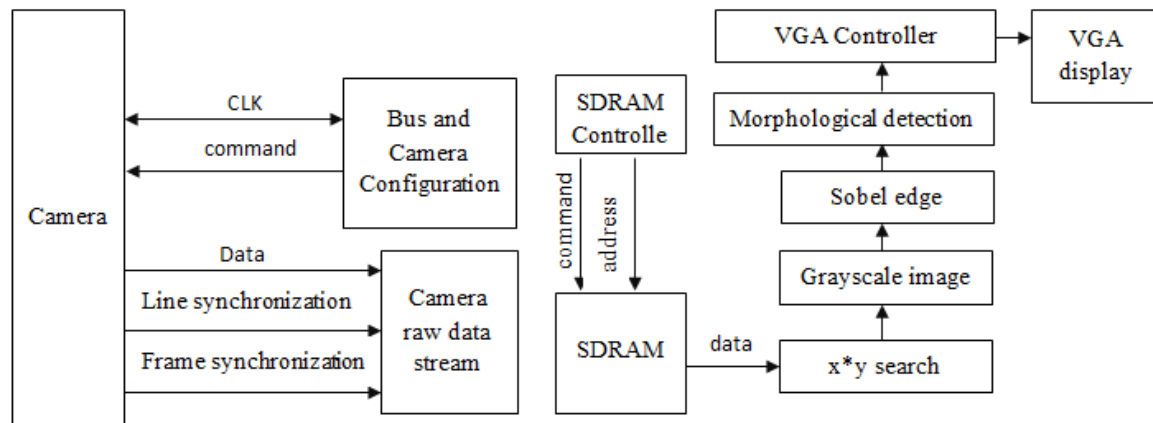 Camera
CLK
command
Bus and
Camera
Configuration
Data
Line synchronization
Frame synchronization
Camera
raw data
stream
SDRAM
Controlle
command
address
SDRAM
data
x*y search
Grayscale image
Sobel edge
Morphological detection
VGA Controller
VGA
display